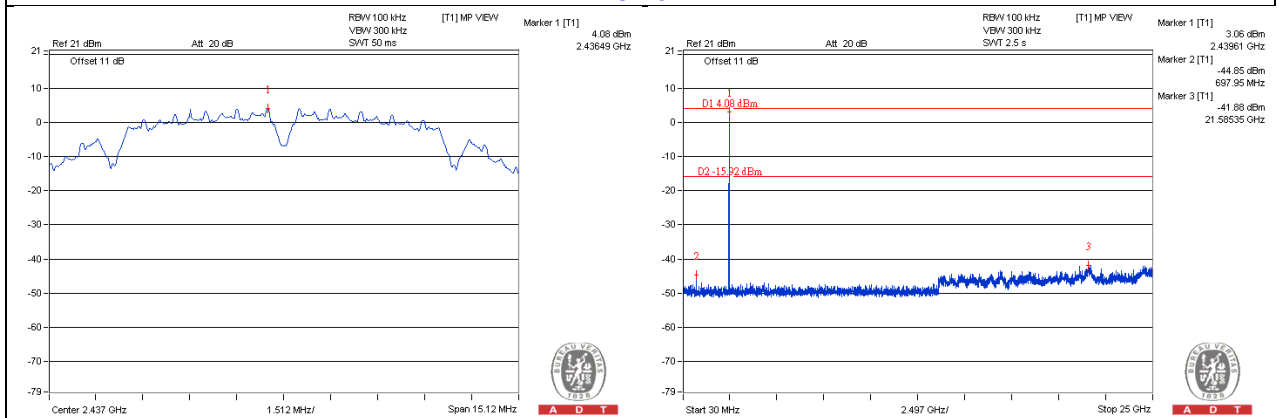 RBW 100 kHz
[T1] MP VIEW
Marker 1 [T1]
VBW 300 kHz
4.08 dBm
Ref 21 dBm
Att 20 dB
SWT 50 ms
2.43649 GHz
21
Offset 11 dB
10
1
0
-10
-20
-30
-40
-50
-60
-70
-79
Center 2.437 GHz
1.512 MHz/
Span 15.12 MHz
BUREAU VERITAS
1828
A D T
RBW 100 kHz
[T1] MP VIEW
Marker 1 [T1]
VBW 300 kHz
3.06 dBm
Ref 21 dBm
Att 20 dB
SWT 2.5 s
2.43961 GHz
21
Offset 11 dB
Marker 2 [T1]
-44.85 dBm
697.95 MHz
10
1
Marker 3 [T1]
D1 4.08 dBm
-41.88 dBm
0
21.58535 GHz
-10
D2 -15.92 dBm
-20
-30
2
3
-40
-50
-60
-70
-79
Start 30 MHz
2.497 GHz/
Stop 25 GHz
BUREAU VERITAS
1828
A D T